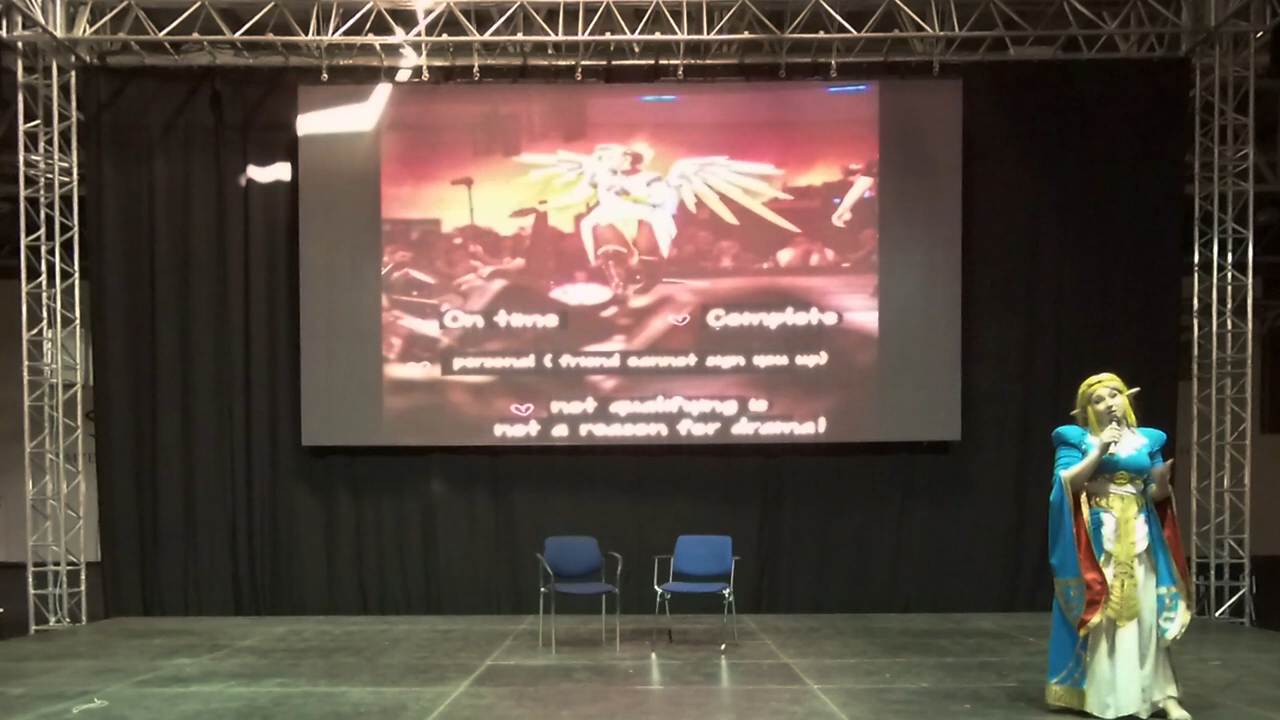 On time
Complete
personal ( friend cannot sign you up)
not qualifying is
not a reason for drama!